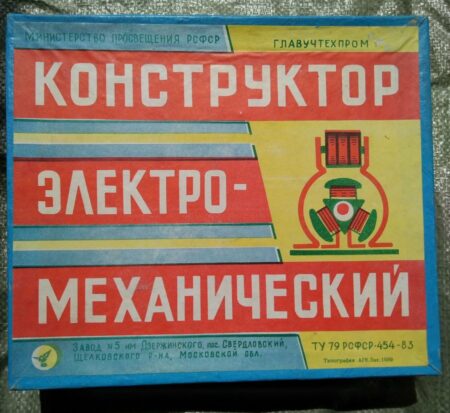 МИНИСТЕРСТВО ПРОСВЕЩЕНИЯ РСФСР
ГЛАВУЧТЕХПРОМ
КОНСТРУКТОР
ЭЛЕКТРО-
МЕХАНИЧЕСКИЙ
ЗАВОД №5 ИМ. ДЗЕРЖИНСКОГО, ПОС. СВЕРДЛОВСКИЙ,
ЩЕЛКОВСКОГО Р-НА, МОСКОВСКОЙ ОБЛ.
ТУ 79 РСФСР-454-83
Типография